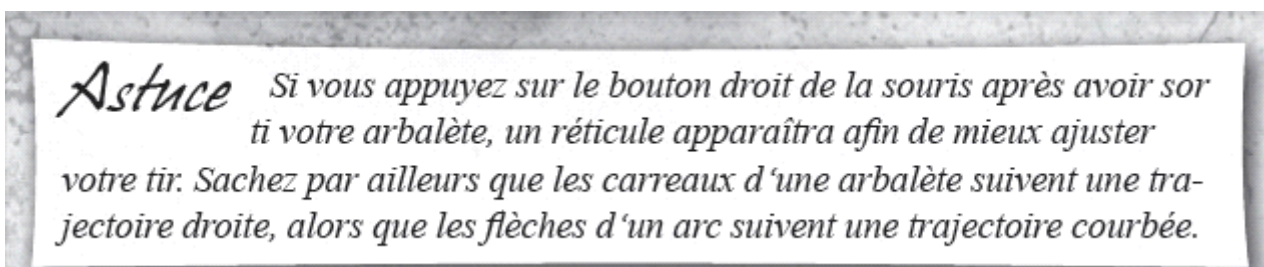 Astuce Si vous appuyez sur le bouton droit de la souris après avoir sor
ti votre arbalète, un réticule apparaîtra afin de mieux ajuster
votre tir. Sachez par ailleurs que les carreaux d‘une arbalète suivent une tra-
jectoire droite, alors que les flèches d‘un arc suivent une trajectoire courbée.